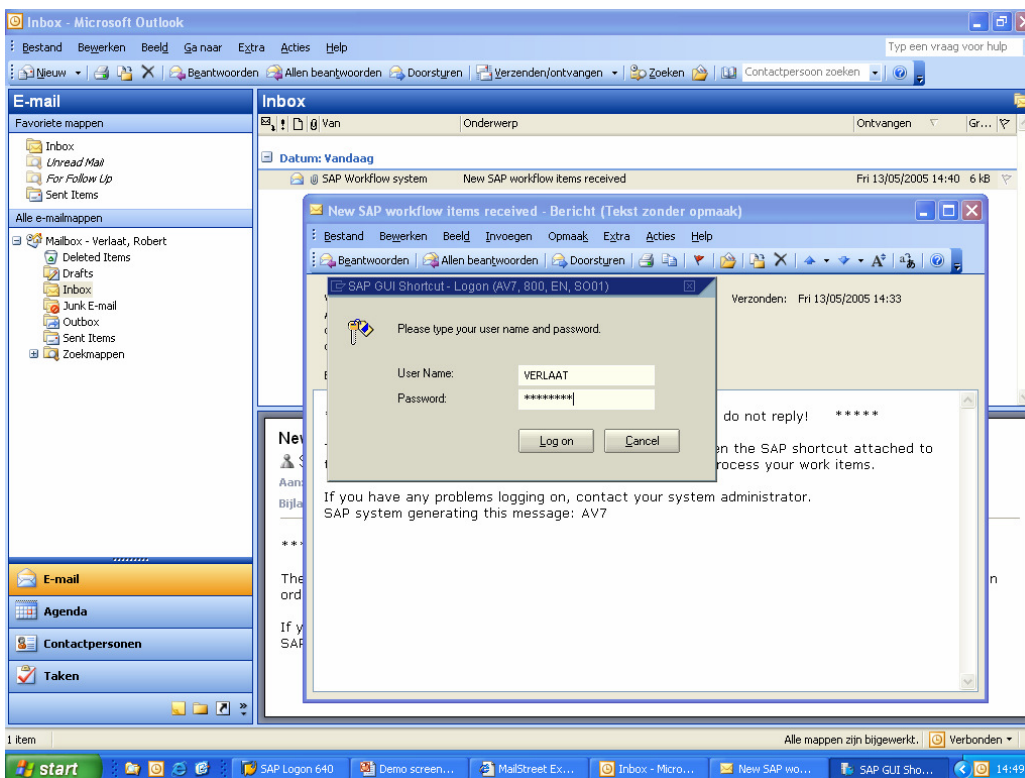 Inbox - Microsoft Outlook
Bestand Bewerken Beeld Ga naar Extra Acties Help
Typ een vraag voor hulp
Nieuw Beantwoorden Allen beantwoorden Doorsturen Verzenden/ontvangen Zoeken Contactpersoon zoeken
E-mail
Favoriete mappen
Inbox
Unread Mail
For Follow Up
Sent Items
Alle e-mailmappen
Mailbox - Verlaat, Robert
Deleted Items
Drafts
Inbox
Junk E-mail
Outbox
Sent Items
Zoekmappen
E-mail
Agenda
Contactpersonen
Taken
Inbox
Van Onderwerp Ontvangen Gr...
Datum: Vandaag
SAP Workflow system New SAP workflow items received Fri 13/05/2005 14:40 6 kB
New SAP workflow items received - Bericht (Tekst zonder opmaak)
Bestand Bewerken Beeld Invoegen Opmaak Extra Acties Help
Beantwoorden Allen beantwoorden Doorsturen
Verzonden: Fri 13/05/2005 14:33
SAP GUI Shortcut - Logon (AV7, 800, EN, SO01)
Please type your user name and password.
User Name: VERLAAT
Password: ********
Log on Cancel
do not reply! *****
the SAP shortcut attached to
process your work items.
If you have any problems logging on, contact your system administrator.
SAP system generating this message: AV7
1 item
Alle mappen zijn bijgewerkt. Verbonden
start SAP Logon 640 Demo screen... MailStreet Ex... Inbox - Micro... New SAP wo... SAP GUI Sho... 14:49